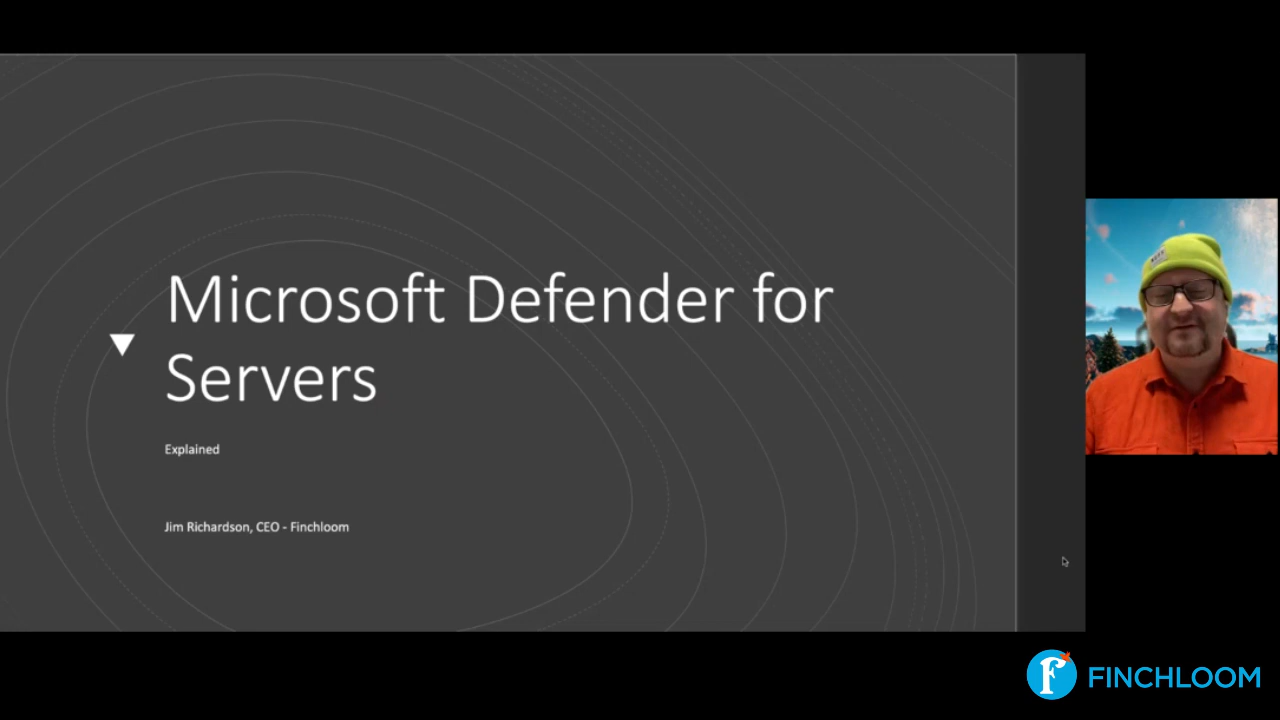 Microsoft Defender for
Servers
Explained
Jim Richardson, CEO - Finchloom
FINCHLOOM